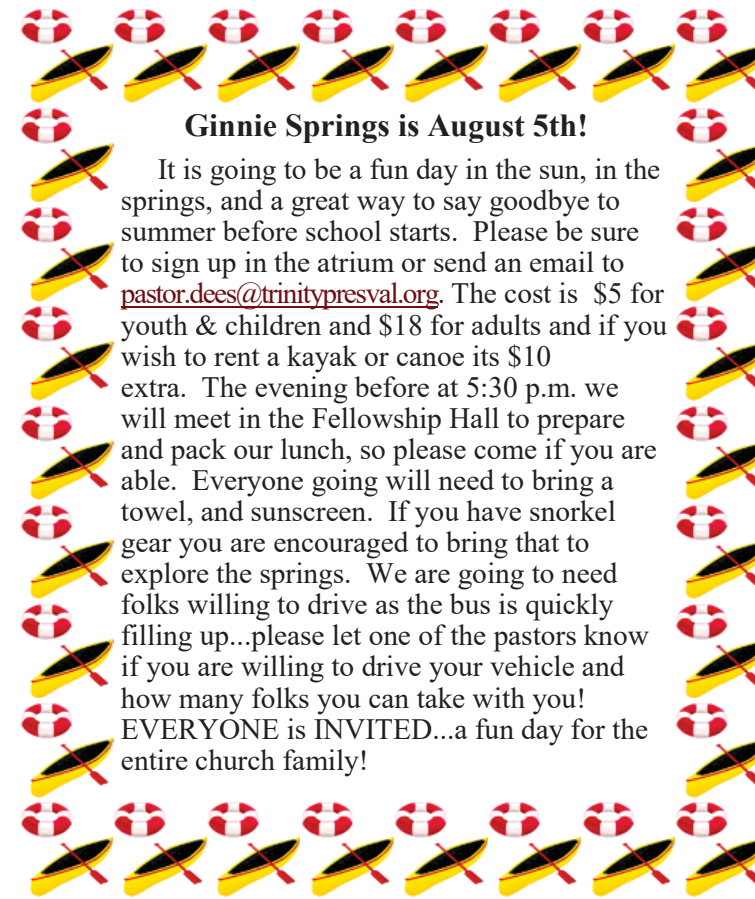 Ginnie Springs is August 5th!
It is going to be a fun day in the sun, in the
springs, and a great way to say goodbye to
summer before school starts.  Please be sure
to sign up in the atrium or send an email to
pastor.dees@trinitypresval.org. The cost is  $5 for
youth & children and $18 for adults and if you
wish to rent a kayak or canoe its $10
extra.  The evening before at 5:30 p.m. we
will meet in the Fellowship Hall to prepare
and pack our lunch, so please come if you are
able.  Everyone going will need to bring a
towel, and sunscreen.  If you have snorkel
gear you are encouraged to bring that to
explore the springs.  We are going to need
folks willing to drive as the bus is quickly
filling up...please let one of the pastors know
if you are willing to drive your vehicle and
how many folks you can take with you!
EVERYONE is INVITED...a fun day for the
entire church family!